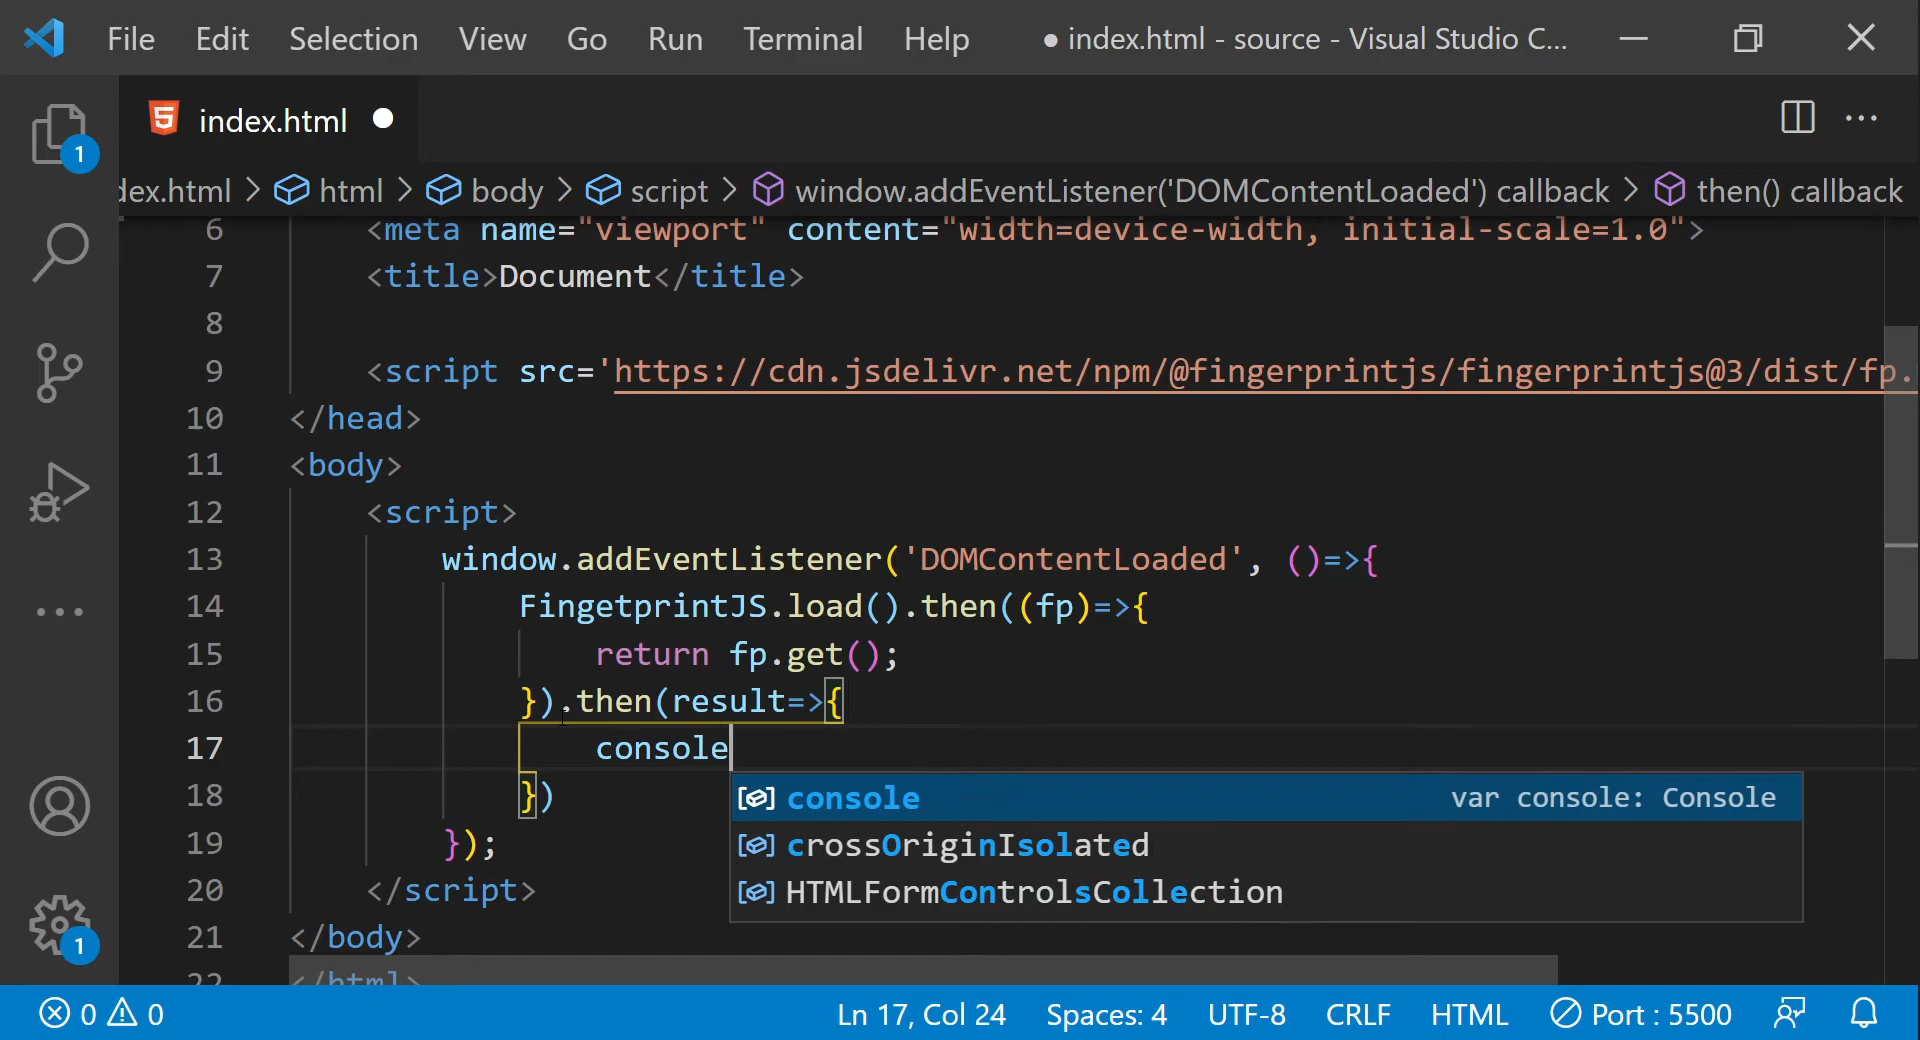 File Edit Selection View Go Run Terminal Help ● index.html - source - Visual Studio C...
index.html
1
dex.html > html > body > script > window.addEventListener('DOMContentLoaded') callback > then() callback
6 <meta name="viewport" content="width=device-width, initial-scale=1.0">
7 <title>Document</title>
8
9 <script src='https://cdn.jsdelivr.net/npm/@fingerprintjs/fingerprintjs@3/dist/fp.
10 </head>
11 <body>
12 <script>
13 window.addEventListener('DOMContentLoaded', ()=>{
14 FingetprintJS.load().then((fp)=>{
15 return fp.get();
16 }).then(result=>{
17 console
18 })
console var console: Console
crossOriginIsolated
HTMLFormControlsCollection
19 });
20 </script>
21 </body>
22 </html>
1
0 0 Ln 17, Col 24 Spaces: 4 UTF-8 CRLF HTML Port : 5500